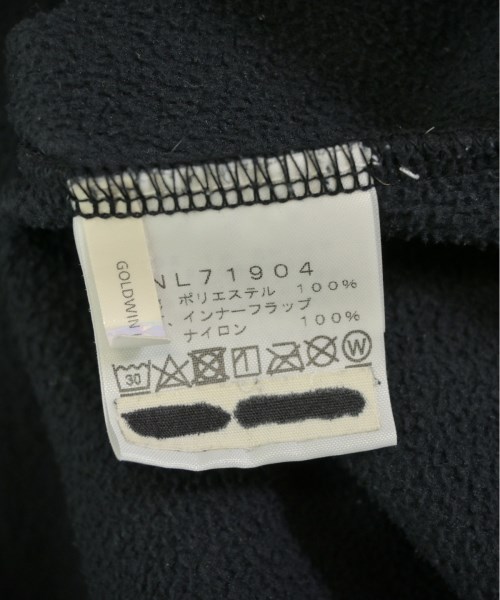 NL71904
ポリエステル 100%
インナーフラップ
ナイロン 100%
GOLDWIN
30
W